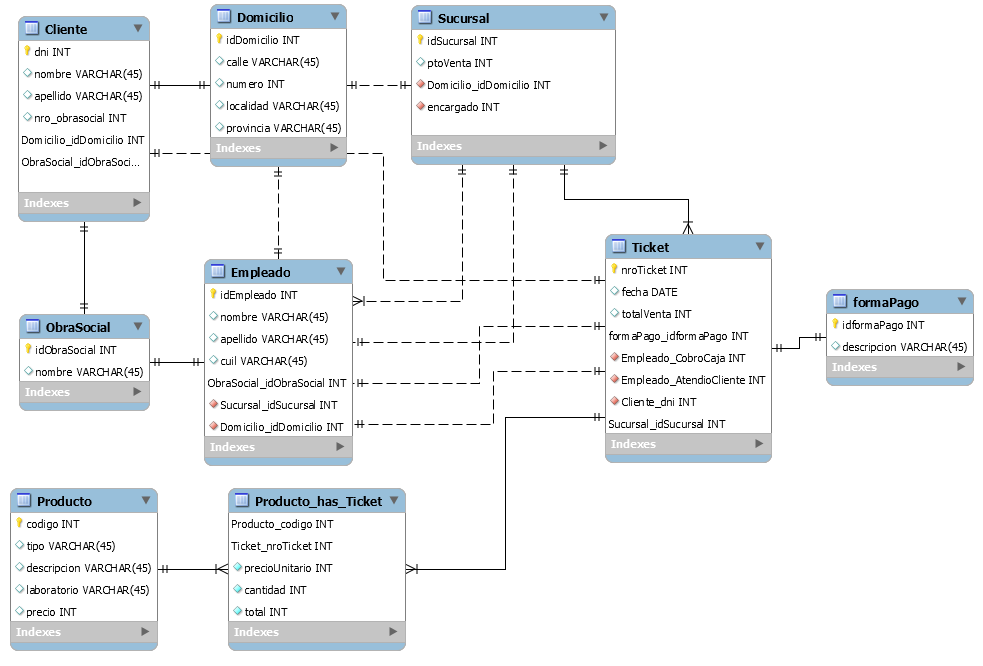 Cliente
dni INT
nombre VARCHAR(45)
apellido VARCHAR(45)
nro_obrasocial INT
Domicilio_idDomicilio INT
ObraSocial_idObraSoci...
Indexes
Domicilio
idDomicilio INT
calle VARCHAR(45)
numero INT
localidad VARCHAR(45)
provincia VARCHAR(45)
Indexes
Sucursal
idSucursal INT
ptoVenta INT
Domicilio_idDomicilio INT
encargado INT
Indexes
ObraSocial
idObraSocial INT
nombre VARCHAR(45)
Indexes
Empleado
idEmpleado INT
nombre VARCHAR(45)
apellido VARCHAR(45)
cuil VARCHAR(45)
ObraSocial_idObraSocial INT
Sucursal_idSucursal INT
Domicilio_idDomicilio INT
Indexes
Ticket
nroTicket INT
fecha DATE
totalVenta INT
formaPago_idformaPago INT
Empleado_CobroCaja INT
Empleado_AtendioCliente INT
Cliente_dni INT
Sucursal_idSucursal INT
Indexes
formaPago
idformaPago INT
descripcion VARCHAR(45)
Indexes
Producto
codigo INT
tipo VARCHAR(45)
descripcion VARCHAR(45)
laboratorio VARCHAR(45)
precio INT
Indexes
Producto_has_Ticket
Producto_codigo INT
Ticket_nroTicket INT
precioUnitario INT
cantidad INT
total INT
Indexes